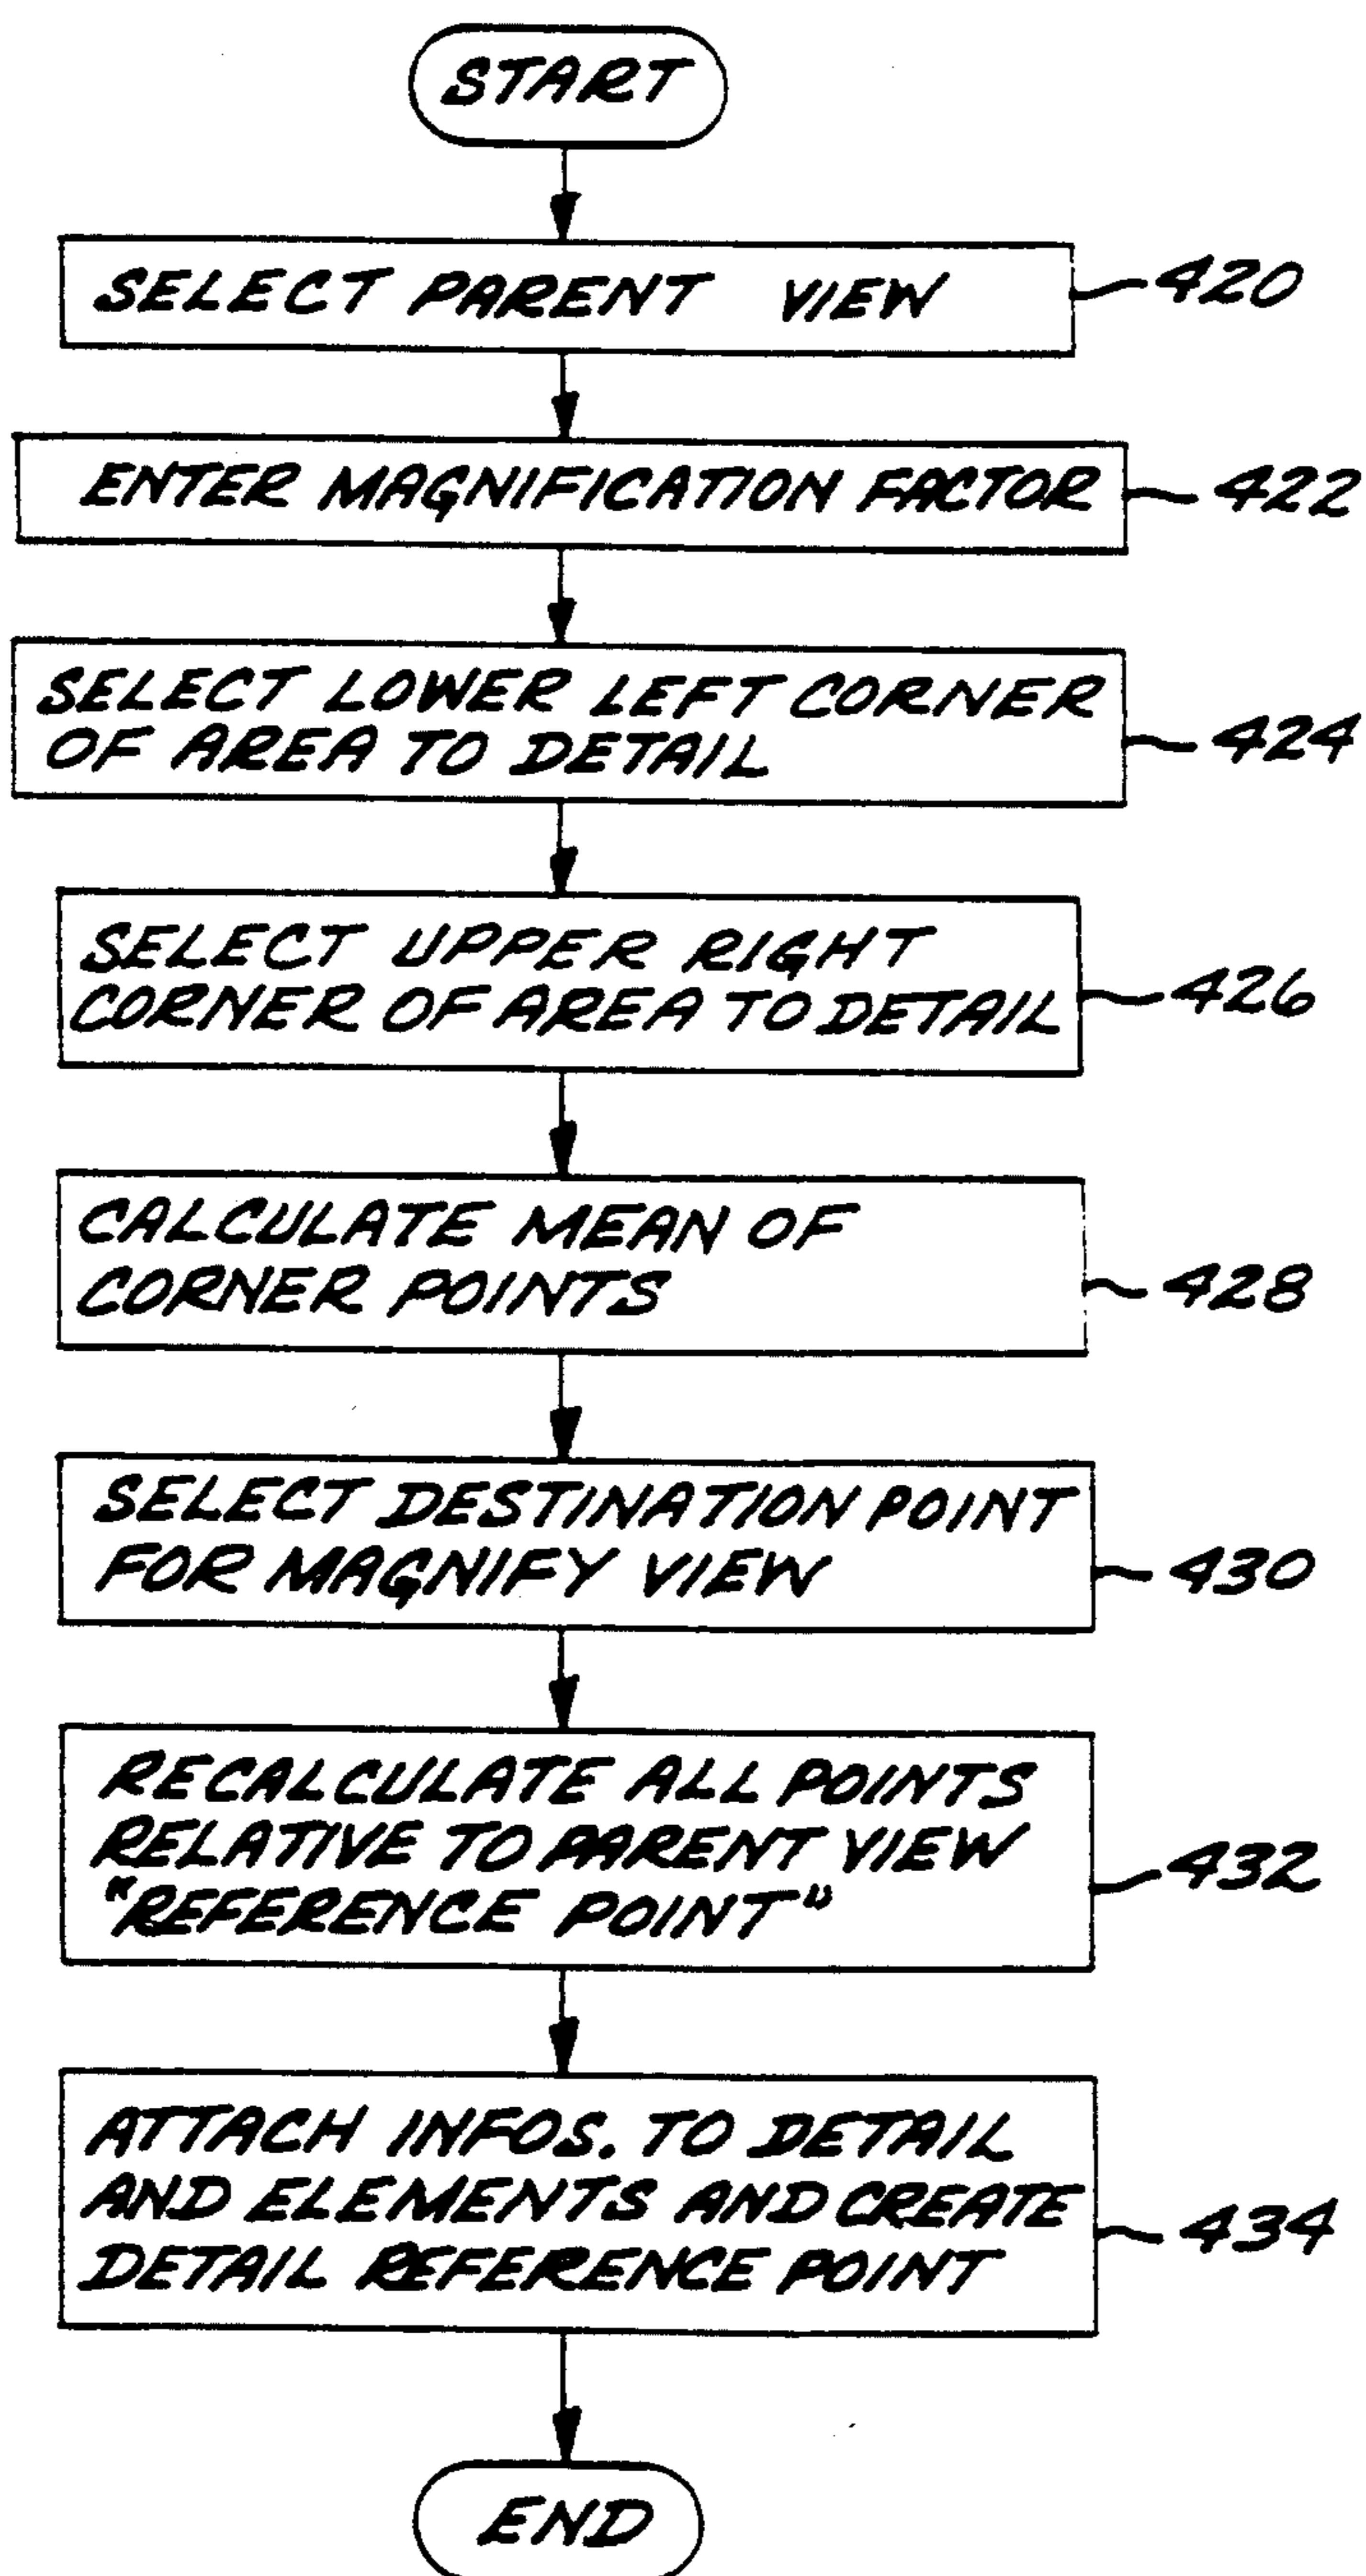 START
SELECT PARENT VIEW
420
ENTER MAGNIFICATION FACTOR
422
SELECT LOWER LEFT CORNER
OF AREA TO DETAIL
424
SELECT UPPER RIGHT
CORNER OF AREA TO DETAIL
426
CALCULATE MEAN OF
CORNER POINTS
428
SELECT DESTINATION POINT
FOR MAGNIFY VIEW
430
RECALCULATE ALL POINTS
RELATIVE TO PARENT VIEW
"REFERENCE POINT"
432
ATTACH INFOS. TO DETAIL
AND ELEMENTS AND CREATE
DETAIL REFERENCE POINT
434
END